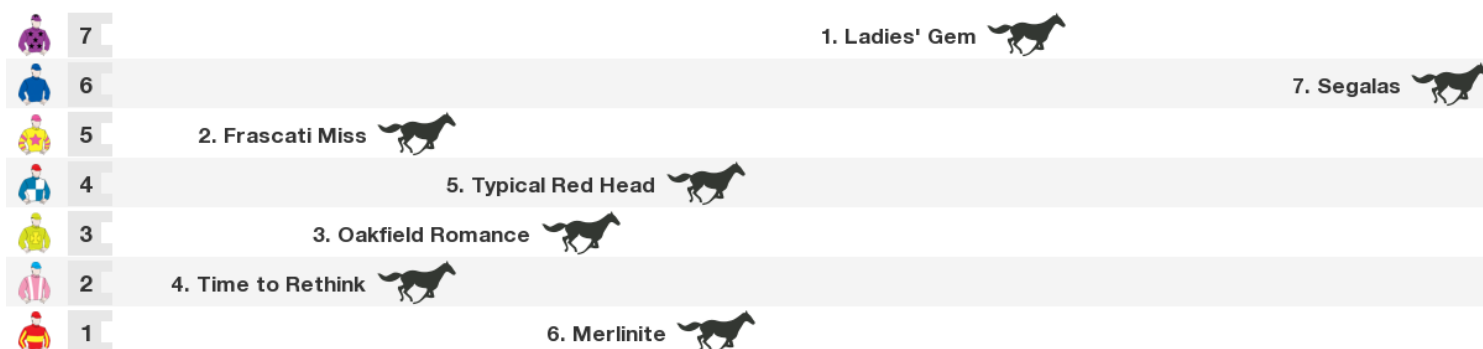 7 1. Ladies' Gem
6 7. Segalas
5 2. Frascati Miss
4 5. Typical Red Head
3 3. Oakfield Romance
2 4. Time to Rethink
1 6. Merlinite